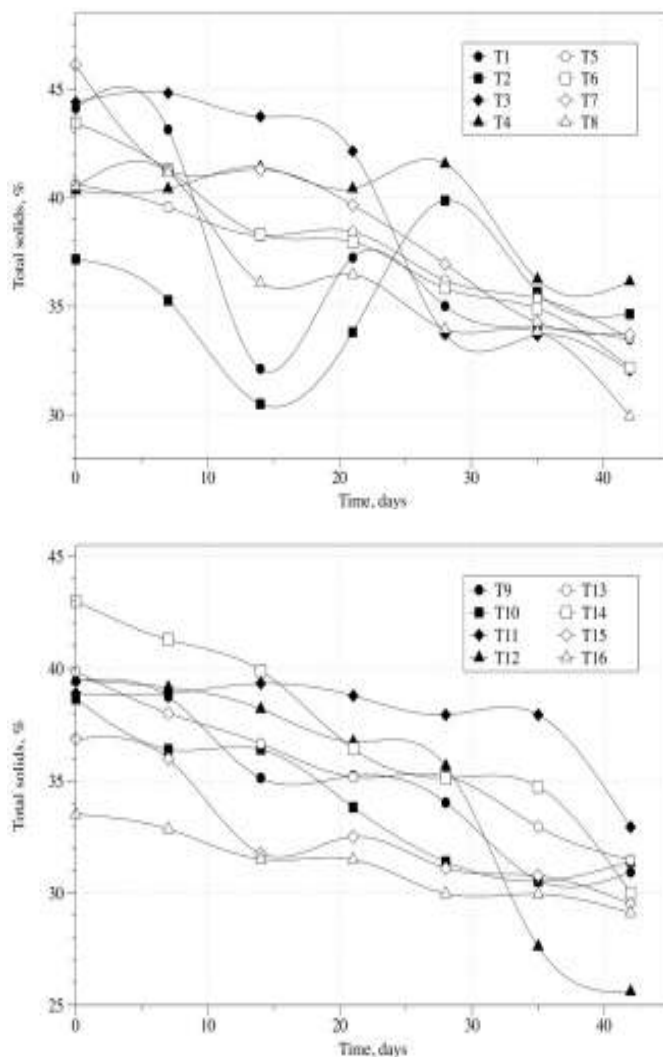 45
40
35
30
Total solids, %
T1 T5
T2 T6
T3 T7
T4 T8
0 10 20 30 40
Time, days
45
40
35
30
25
Total solids, %
T9 T13
T10 T14
T11 T15
T12 T16
0 10 20 30 40
Time, days